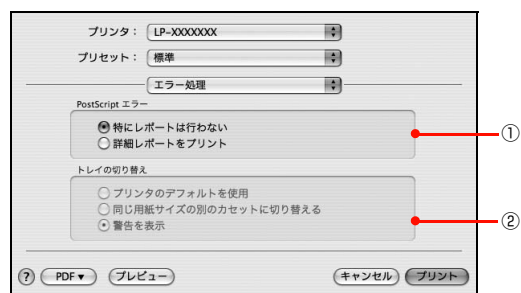 プリンタ： LP-XXXXXXX
プリセット： 標準
エラー処理
PostScript エラー
特にレポートは行わない
詳細レポートをプリント
①
トレイの切り替え
プリンタのデフォルトを使用
同じ用紙サイズの別のカセットに切り替える
警告を表示
②
? PDF▼ プレビュー キャンセル プリント